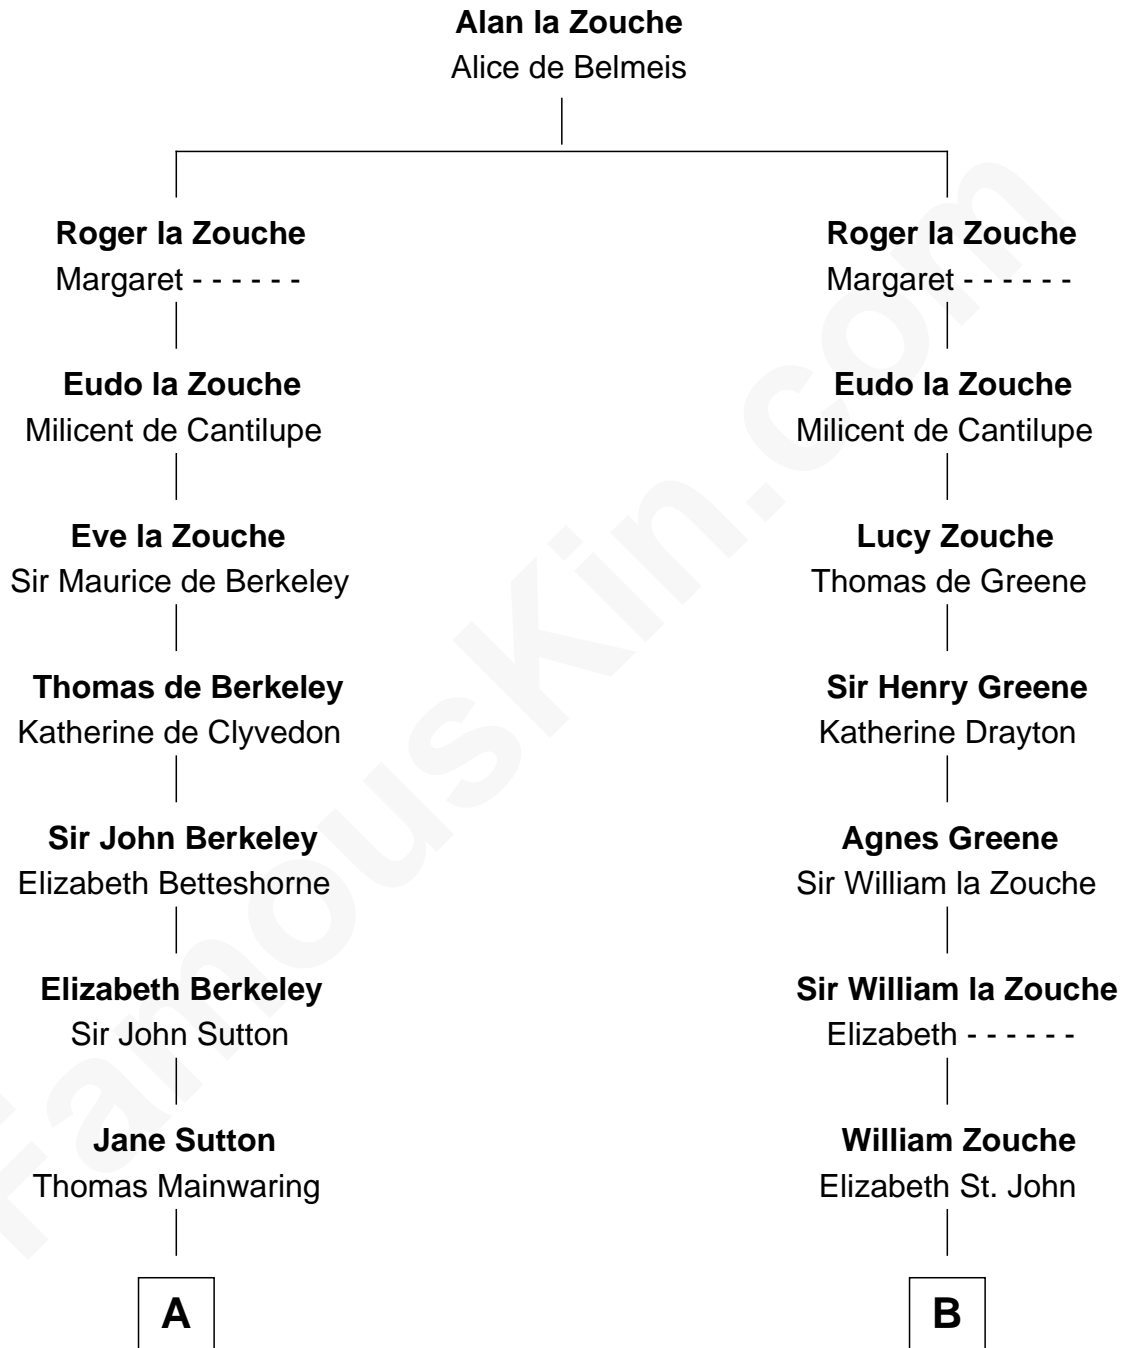 Alan la Zouche
Alice de Belmeis
Roger la Zouche
Margaret - - - - - -
Roger la Zouche
Margaret - - - - - -
Eudo la Zouche
Milicent de Cantilupe
Eudo la Zouche
Milicent de Cantilupe
Eve la Zouche
Sir Maurice de Berkeley
Lucy Zouche
Thomas de Greene
Thomas de Berkeley
Katherine de Clyvedon
Sir Henry Greene
Katherine Drayton
Sir John Berkeley
Elizabeth Betteshorne
Agnes Greene
Sir William la Zouche
Elizabeth Berkeley
Sir John Sutton
Sir William la Zouche
Elizabeth - - - - - -
Jane Sutton
Thomas Mainwaring
William Zouche
Elizabeth St. John
A
B
FamousKin.com